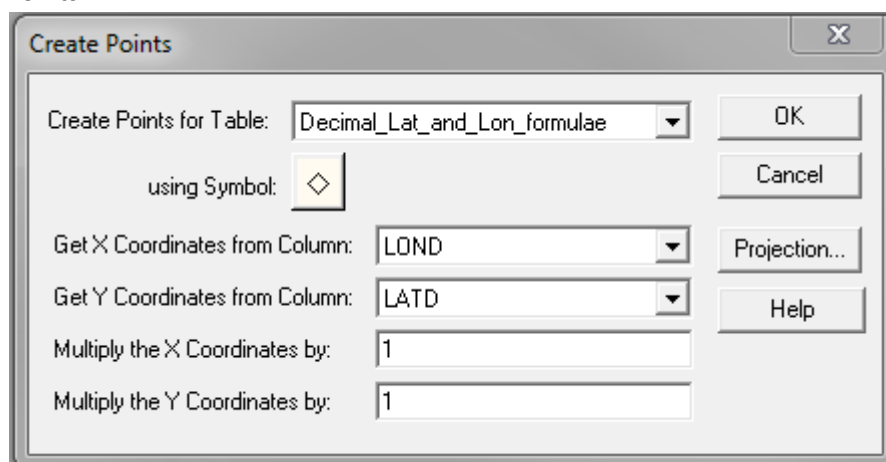 Create Points
Create Points for Table: Decimal_Lat_and_Lon_formulae OK
using Symbol: Cancel
Get X Coordinates from Column: LOND Projection...
Get Y Coordinates from Column: LATD Help
Multiply the X Coordinates by: 1
Multiply the Y Coordinates by: 1